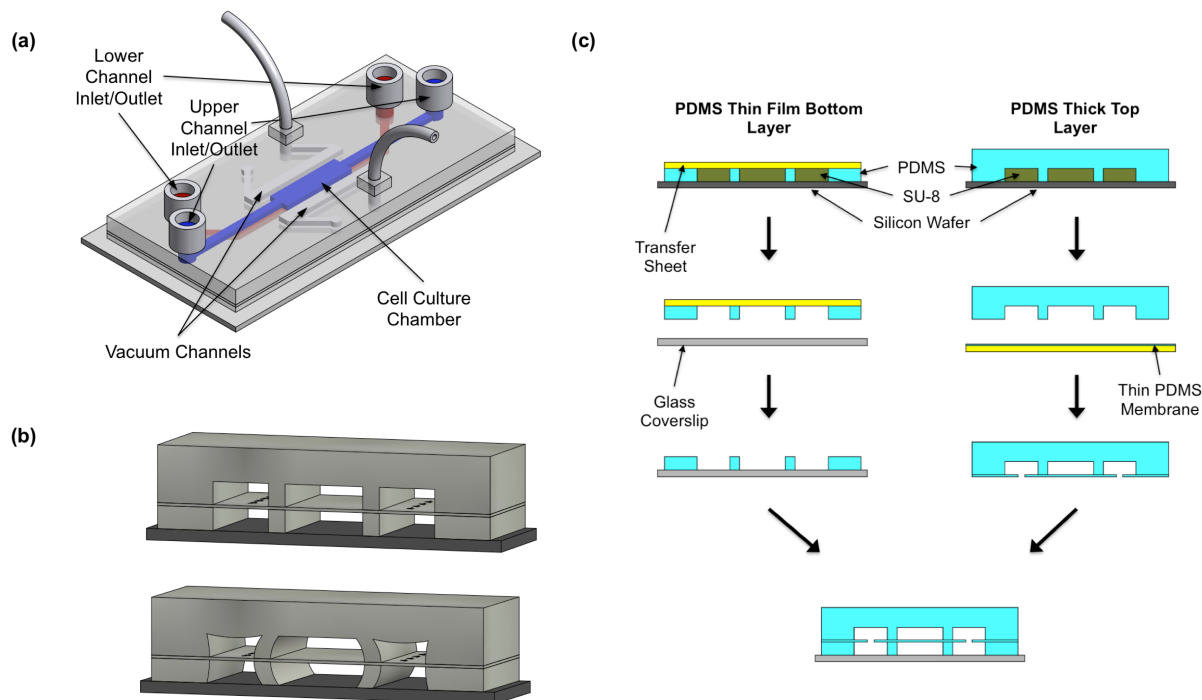 (a)
Lower
Channel
Inlet/Outlet
Upper
Channel
Inlet/Outlet
Cell Culture
Chamber
Vacuum Channels
(b)
(c)
PDMS Thin Film Bottom
Layer
PDMS Thick Top
Layer
PDMS
SU-8
Silicon Wafer
Transfer
Sheet
Glass
Coverslip
Thin PDMS
Membrane